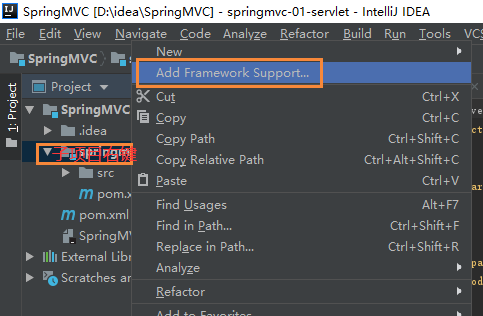 SpringMVC [D:\idea\SpringMVC] - springmvc-01-servlet - IntelliJ IDEA
File Edit View Navigate Code Analyze Refactor Build Run Tools VCS
SpringMVC
Project
1: Project
SpringMVC
.idea
springm
src
pom.x
pom.xml
SpringMV
External Libr
Scratches an
New
Add Framework Support...
Cut Ctrl+X
Copy Ctrl+C
Copy Path Ctrl+Shift+C
Copy Relative Path Ctrl+Alt+Shift+C
Paste Ctrl+V
Find Usages Alt+F7
Find in Path... Ctrl+Shift+F
Replace in Path... Ctrl+Shift+R
Analyze
Refactor
Add to Favorites